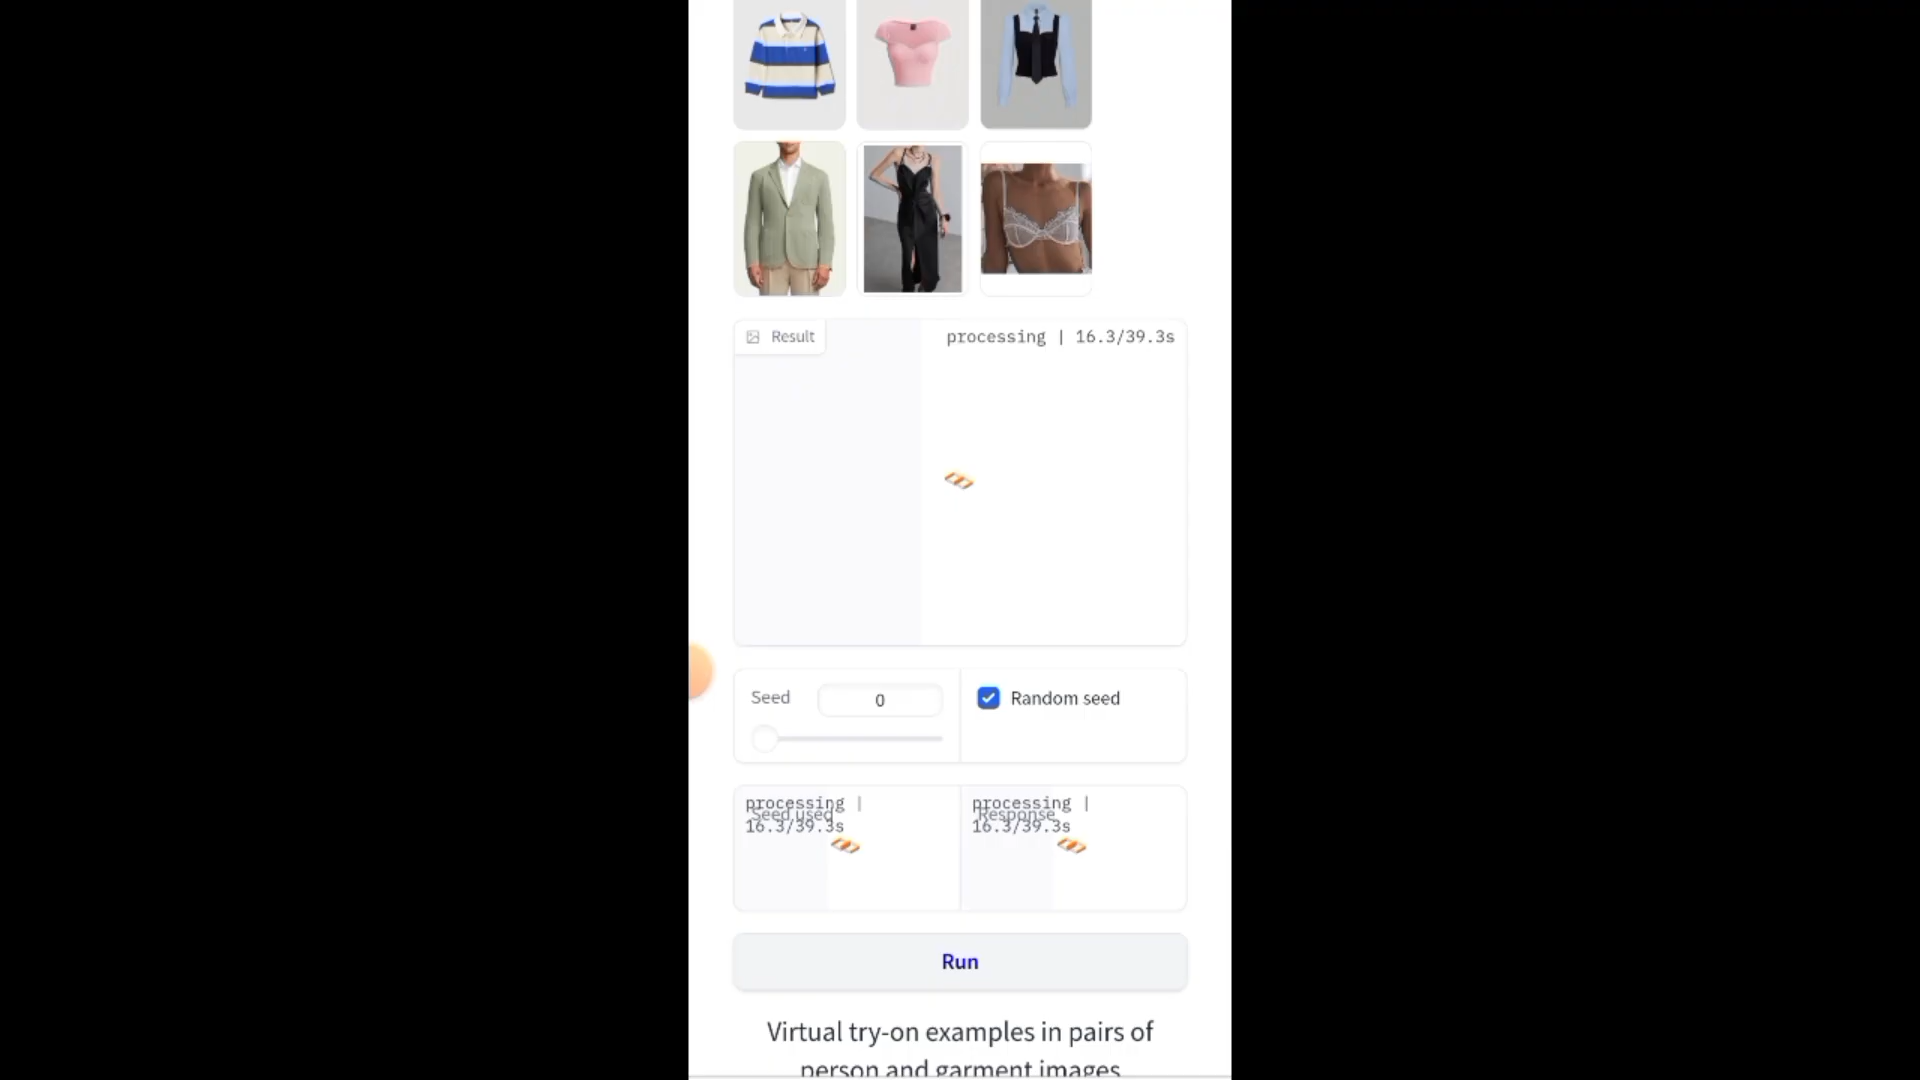 Result
processing | 16.3/39.3s
Seed
0
Random seed
processing |
Seed used
16.3/39.3s
processing |
Response
16.3/39.3s
Run
Virtual try-on examples in pairs of
person and garment images